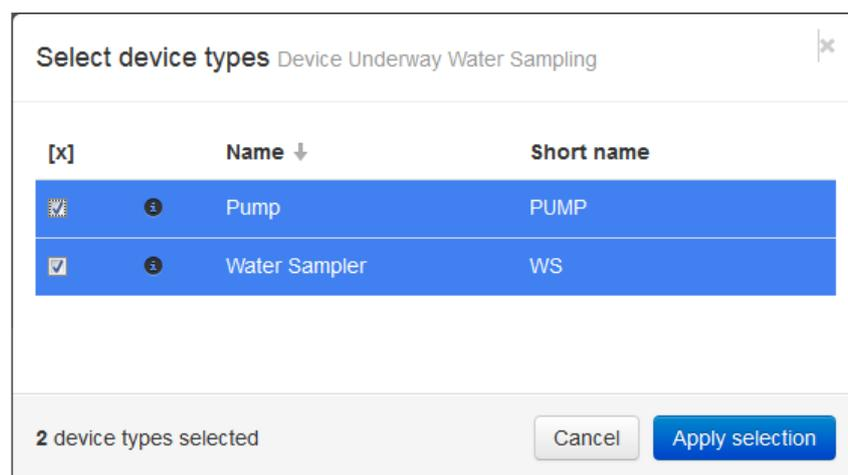 Select device types Device Underway Water Sampling ×
[x] Name ↓ Short name
Pump PUMP
Water Sampler WS
2 device types selected Cancel Apply selection